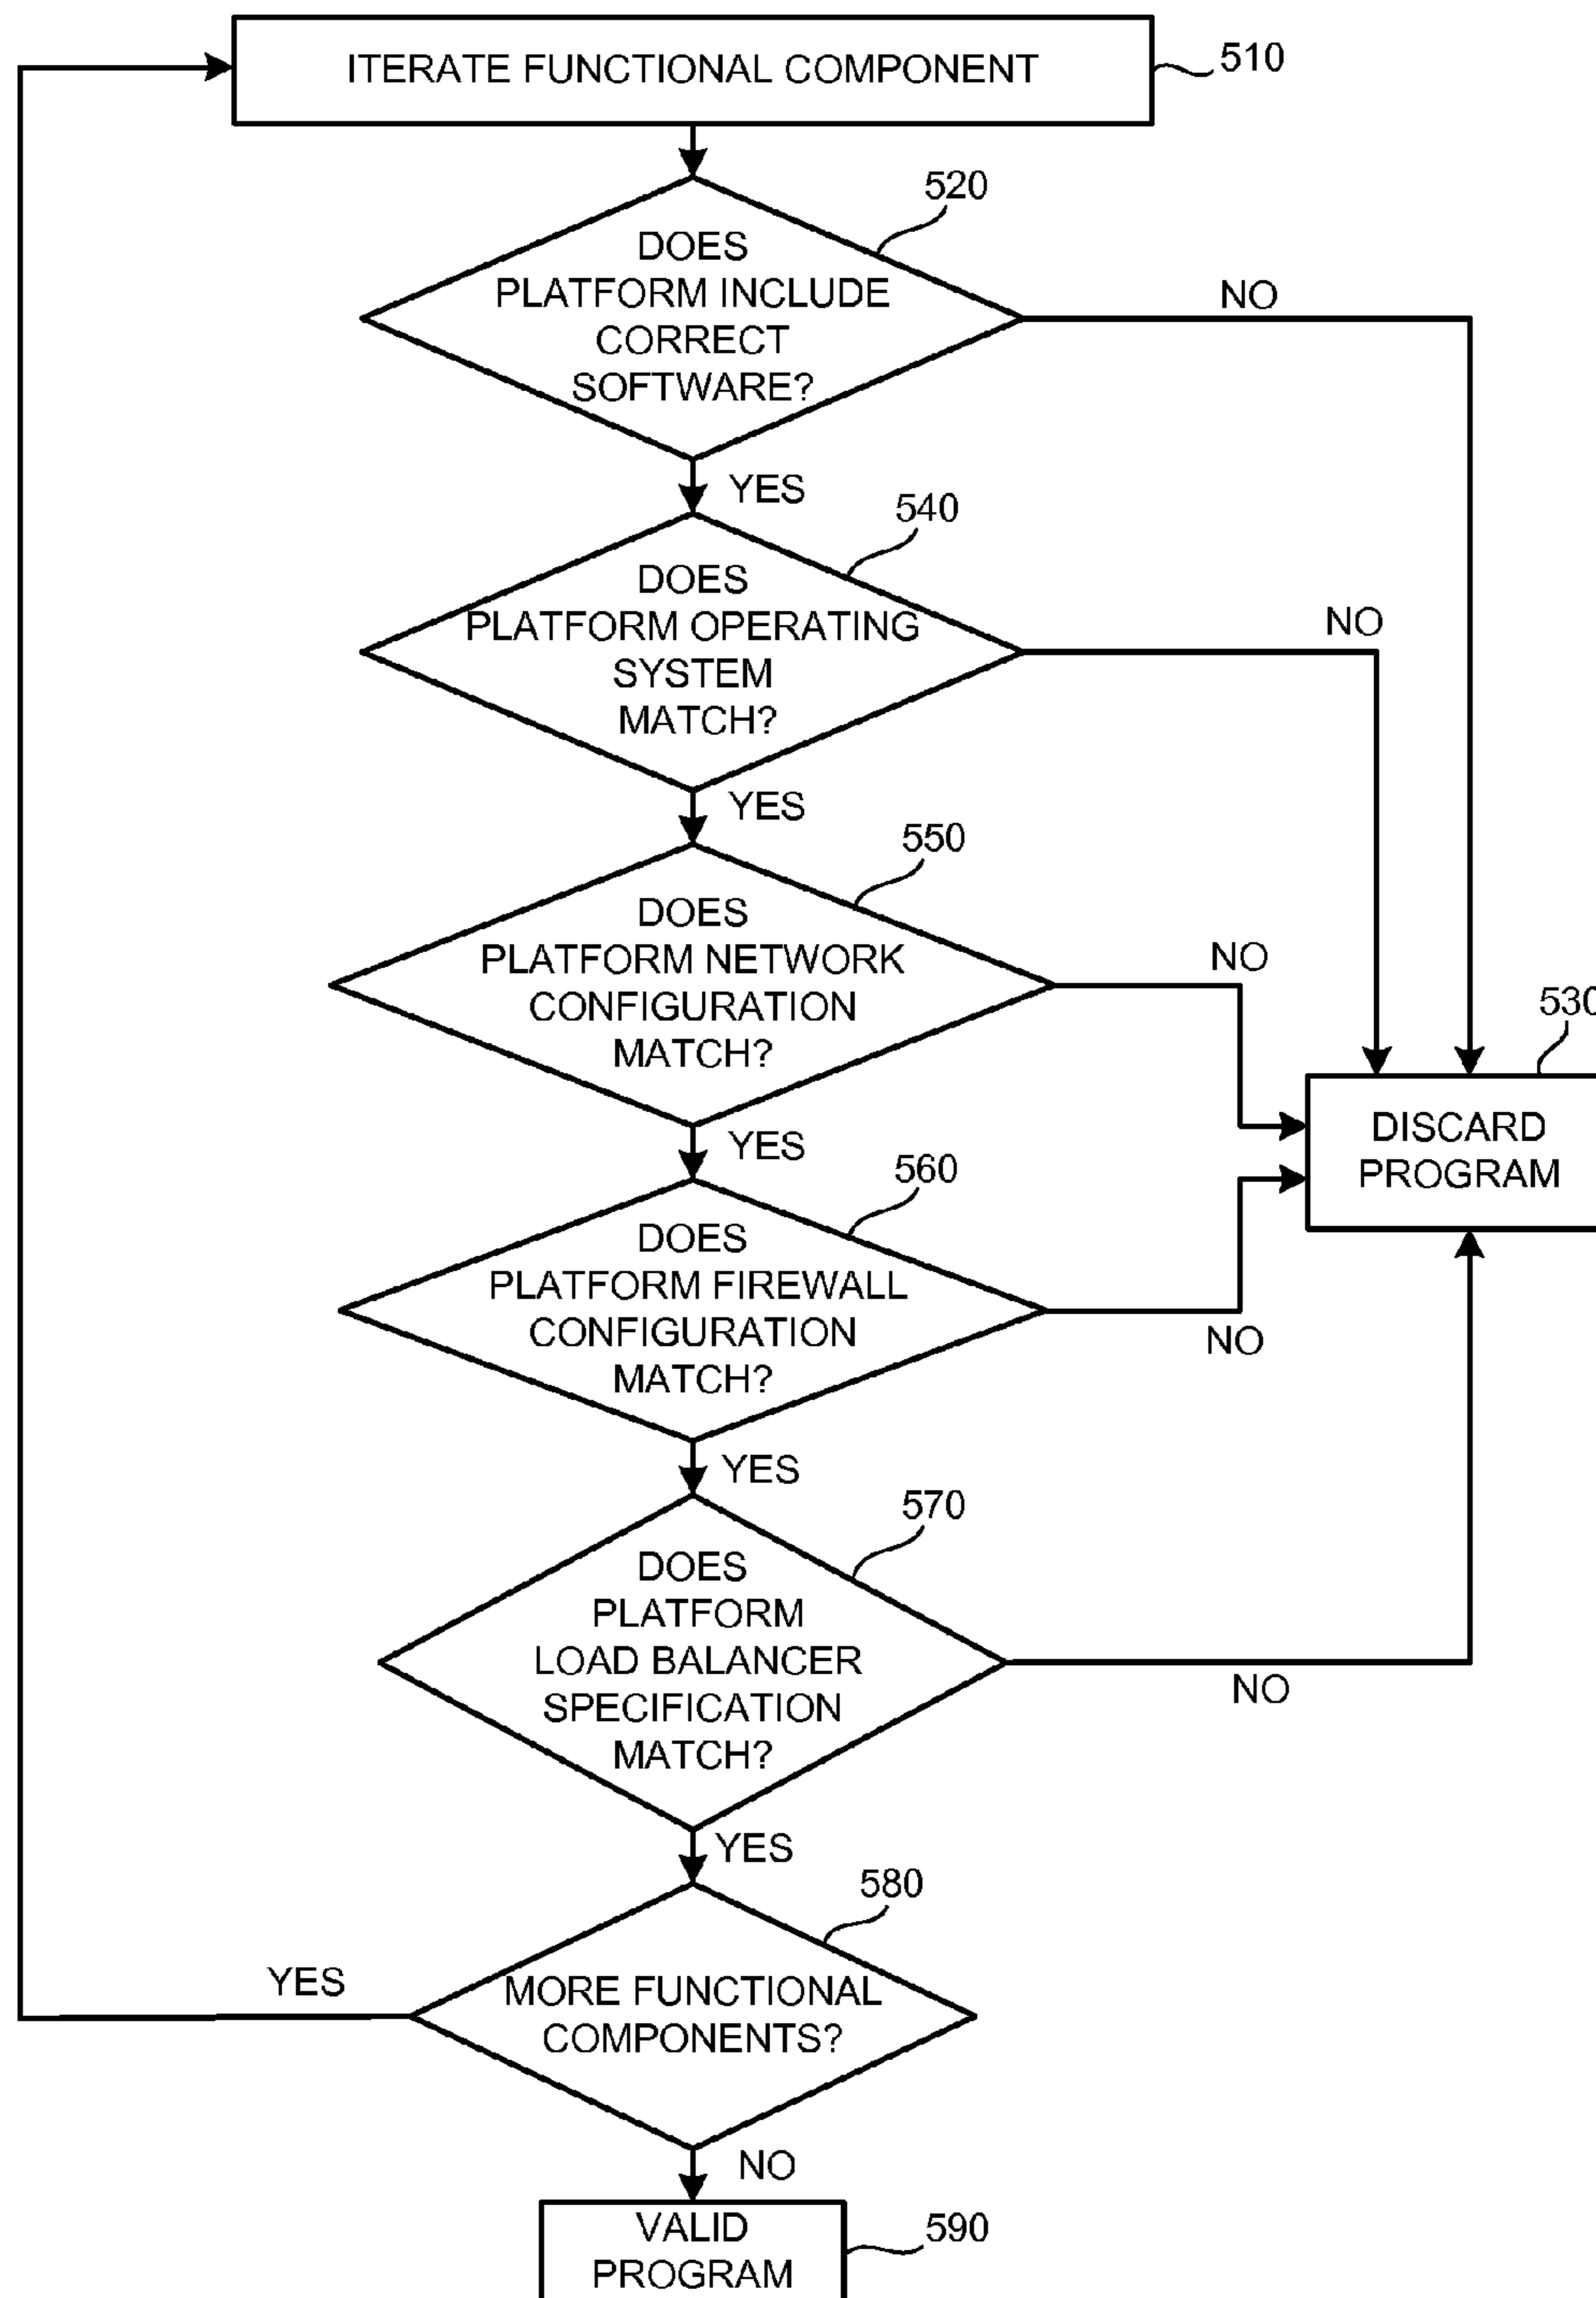 ITERATE FUNCTIONAL COMPONENT
510
520
DOES
PLATFORM INCLUDE
CORRECT
SOFTWARE?
NO
YES
540
DOES
PLATFORM OPERATING
SYSTEM
MATCH?
NO
YES
550
DOES
PLATFORM NETWORK
CONFIGURATION
MATCH?
NO
530
DISCARD
PROGRAM
YES
560
DOES
PLATFORM FIREWALL
CONFIGURATION
MATCH?
NO
YES
570
DOES
PLATFORM
LOAD BALANCER
SPECIFICATION
MATCH?
NO
YES
580
MORE FUNCTIONAL
COMPONENTS?
YES
NO
VALID
PROGRAM
590